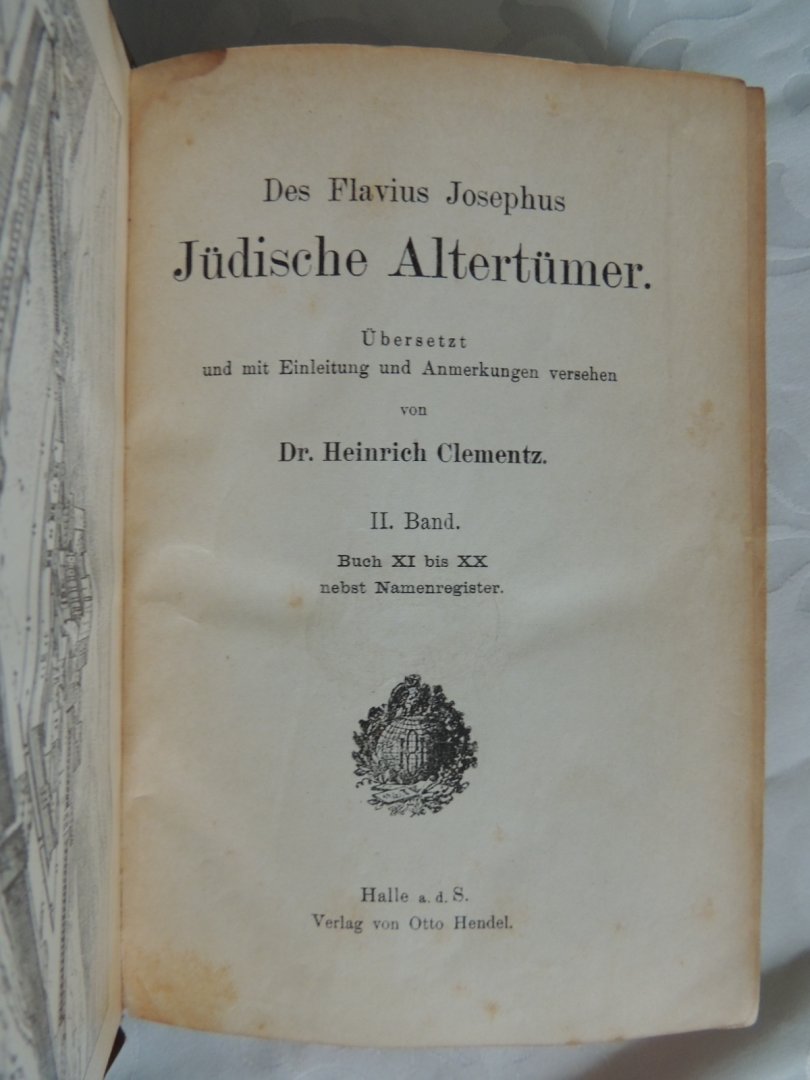 Des Flavius Josephus
Jüdische Altertümer.
Übersetzt
und mit Einleitung und Anmerkungen versehen
von
Dr. Heinrich Clementz.
II. Band.
Buch XI bis XX
nebst Namenregister.
Halle a. d. S.
Verlag von Otto Hendel.